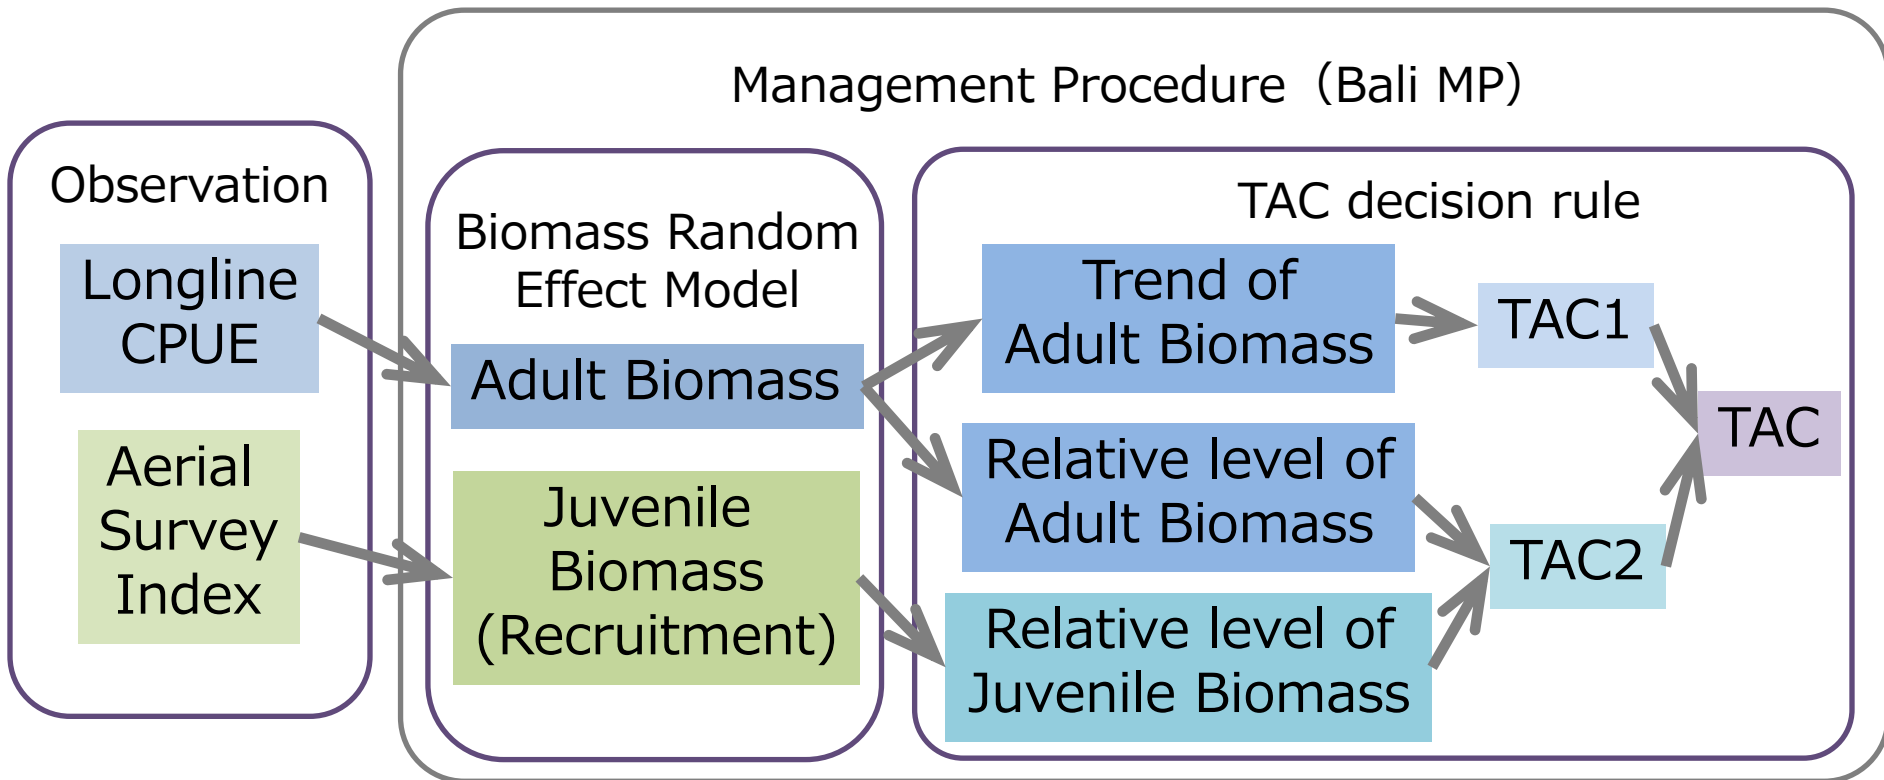 Management Procedure（Bali MP）
Observation
Longline
CPUE
Aerial
Survey
Index
Biomass Random
Effect Model
Adult Biomass
Juvenile
Biomass
(Recruitment)
TAC decision rule
Trend of
Adult Biomass
Relative level of
Adult Biomass
Relative level of
Juvenile Biomass
TAC1
TAC2
TAC